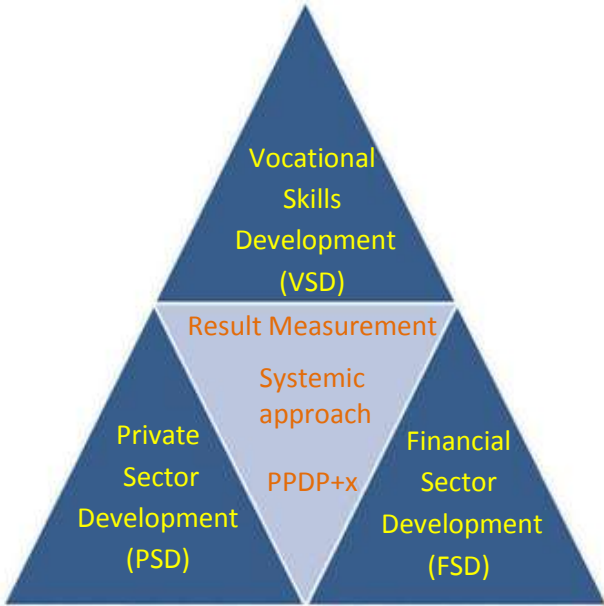 Vocational
Skills
Development
(VSD)
Result Measurement
Systemic
approach
PPDP+x
Private
Sector
Development
(PSD)
Financial
Sector
Development
(FSD)